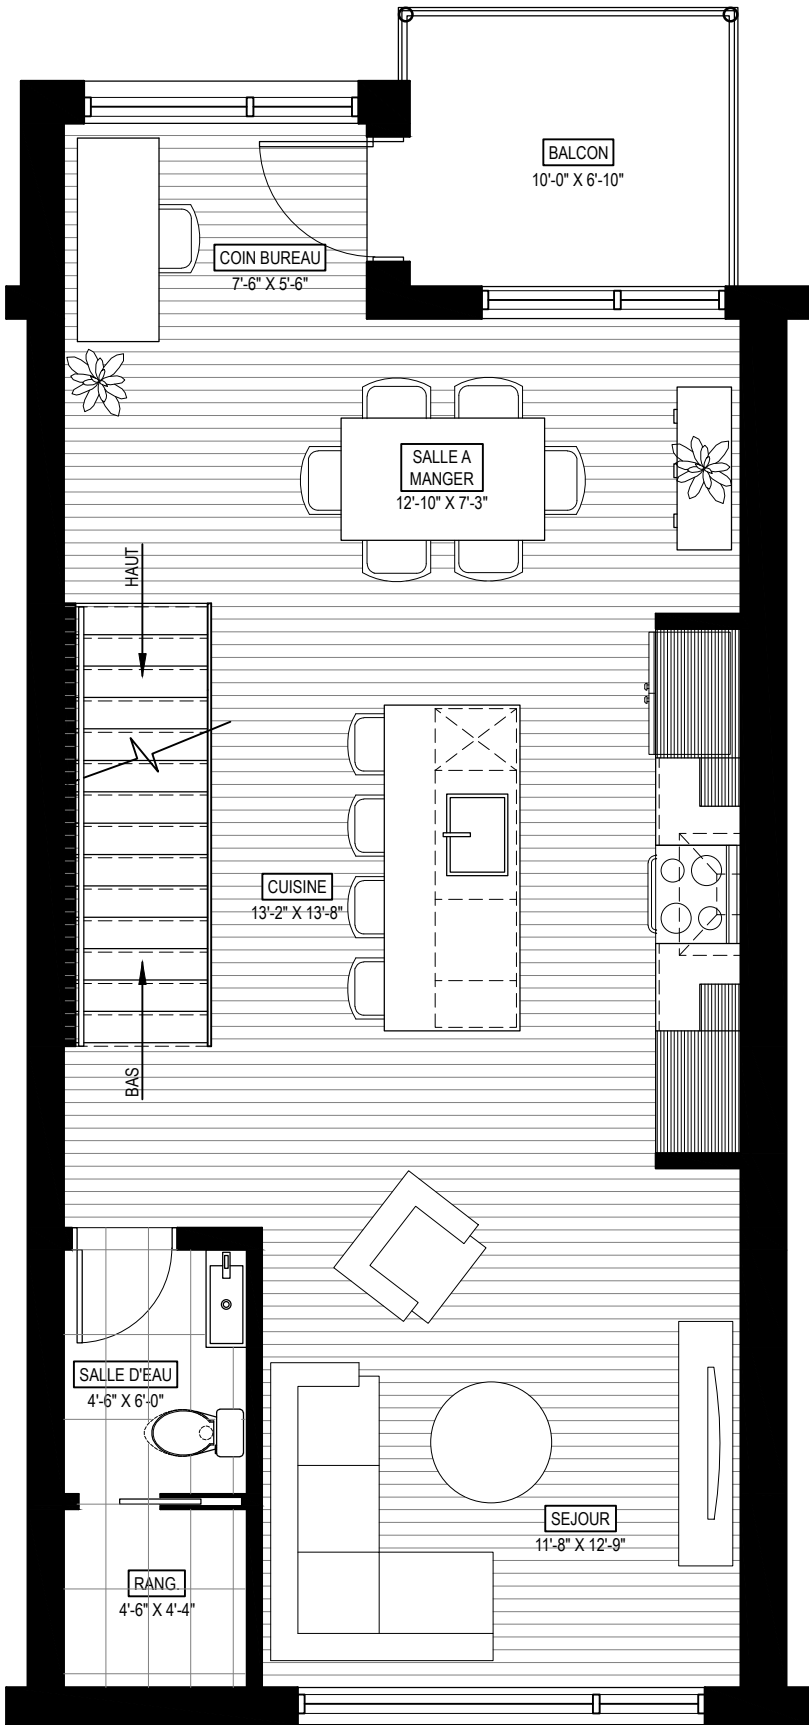 BALCON
10'-0" X 6'-10"
COIN BUREAU
7'-6" X 5'-6"
SALLE A
MANGER
12'-10" X 7'-3"
HAUT
CUISINE
13'-2" X 13'-8"
BAS
SALLE D'EAU
4'-6" X 6'-0"
SEJOUR
11'-8" X 12'-9"
RANG.
4'-6" X 4'-4"